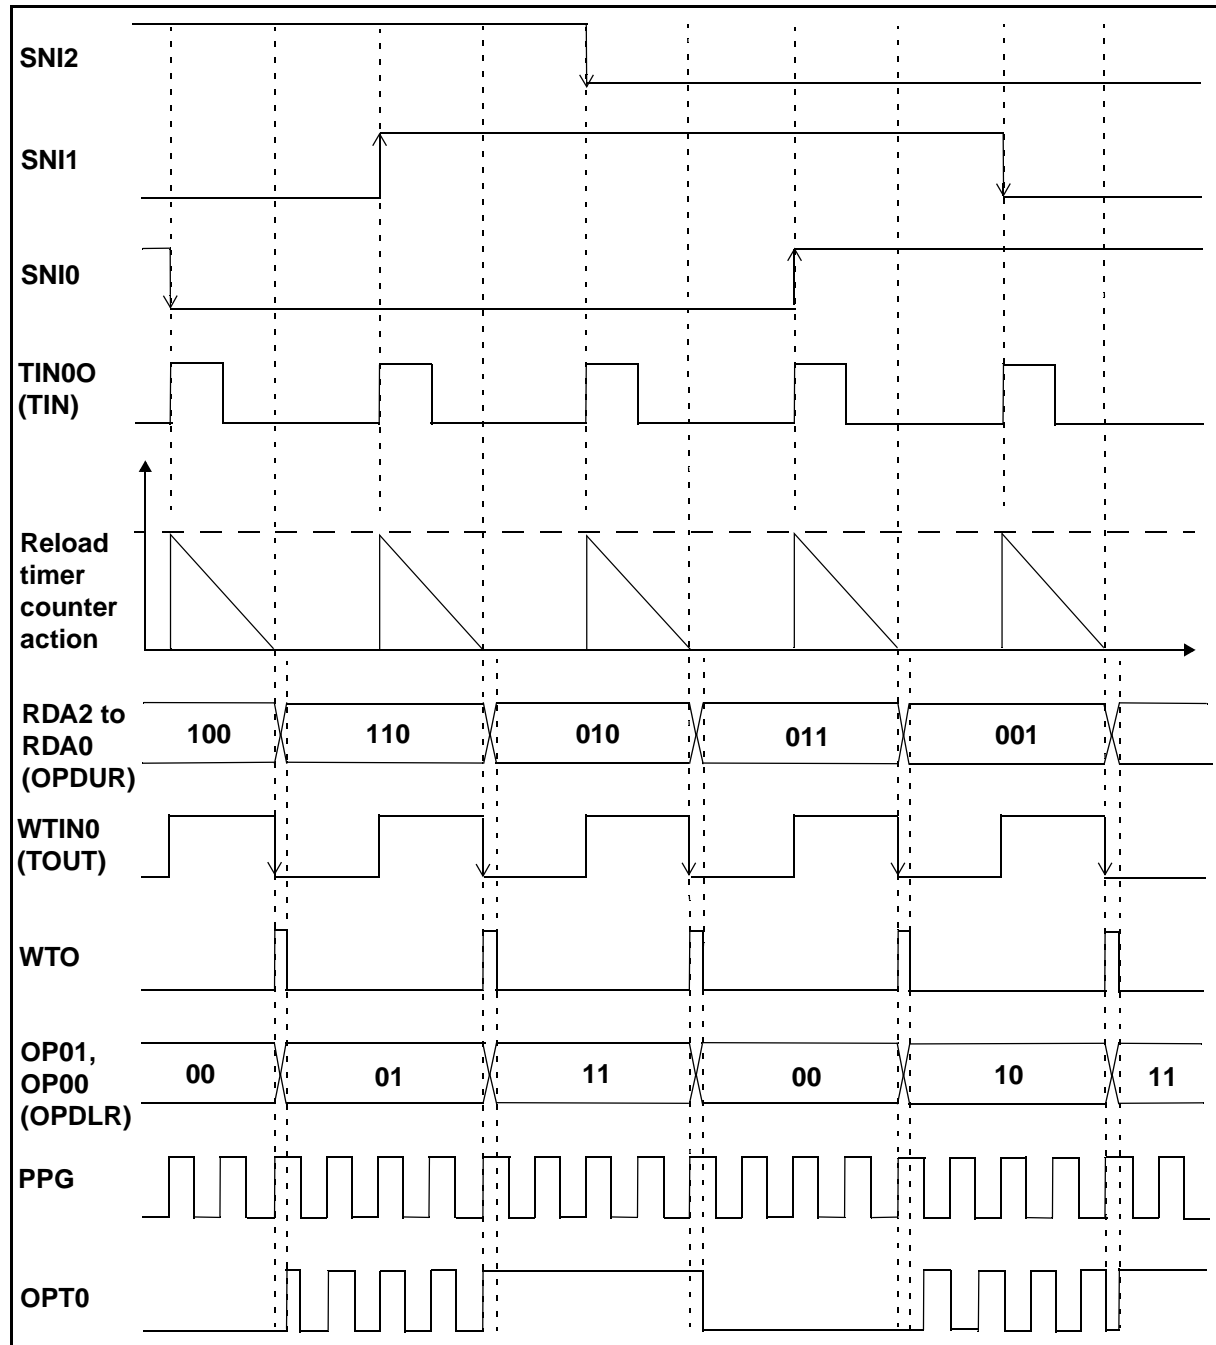 SNI2
SNI1
SNI0
TIN0O
(TIN)
Reload
timer
counter
action
RDA2 to
RDA0
(OPDUR)
100
110
010
011
001
WTIN0
(TOUT)
WTO
OP01,
OP00
(OPDLR)
00
01
11
00
10
11
PPG
OPT0